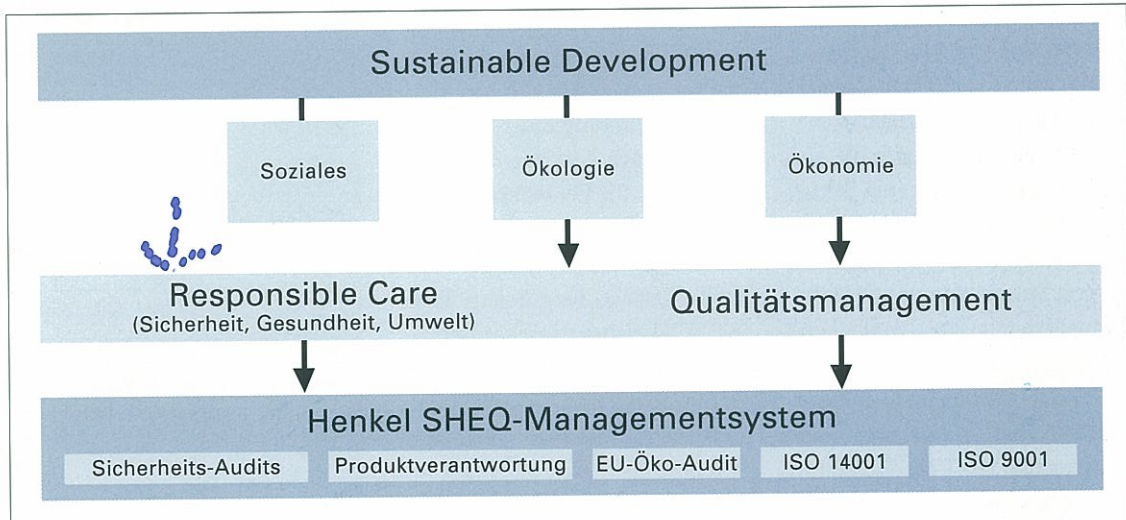 Sustainable Development
Soziales
Ökologie
Ökonomie
Responsible Care
(Sicherheit, Gesundheit, Umwelt)
Qualitätsmanagement
Henkel SHEQ-Managementsystem
Sicherheits-Audits
Produktverantwortung
EU-Öko-Audit
ISO 14001
ISO 9001